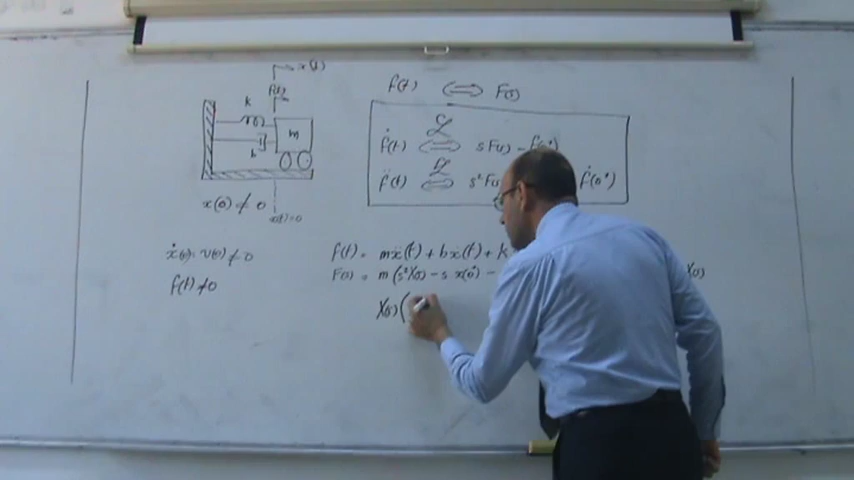 x(t)
f(t)
k
m
b
x(0) ≠ 0
x(t)=0
ẋ(0) = v(0) ≠ 0
f(t) ≠ 0
f(t) ⟺ F(s)
ḟ(t) ℒ⟺ sF(s) - f(0⁺)
f̈(t) ℒ⟺ s²F(s) ḟ(0⁺)
f(t) = mẍ(t) + bẋ(t) + k
F(s) = m(s²X(s) - s x(0⁺) - X(s)
X(s)(